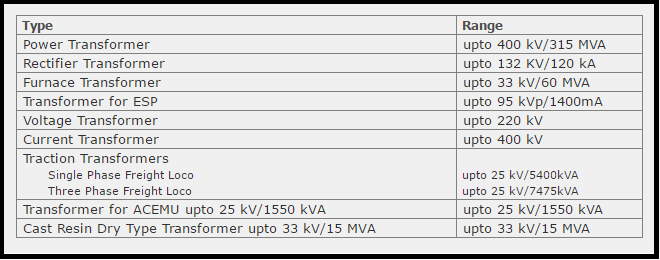 Type Range
Power Transformer upto 400 kV/315 MVA
Rectifier Transformer upto 132 KV/120 kA
Furnace Transformer upto 33 kV/60 MVA
Transformer for ESP upto 95 kVp/1400mA
Voltage Transformer upto 220 kV
Current Transformer upto 400 kV
Traction Transformers
Single Phase Freight Loco upto 25 kV/5400kVA
Three Phase Freight Loco upto 25 kV/7475kVA
Transformer for ACEMU upto 25 kV/1550 kVA upto 25 kV/1550 kVA
Cast Resin Dry Type Transformer upto 33 kV/15 MVA upto 33 kV/15 MVA